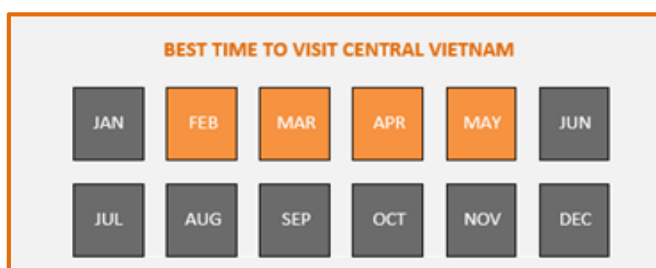 BEST TIME TO VISIT CENTRAL VIETNAM
JAN FEB MAR APR MAY JUN
JUL AUG SEP OCT NOV DEC